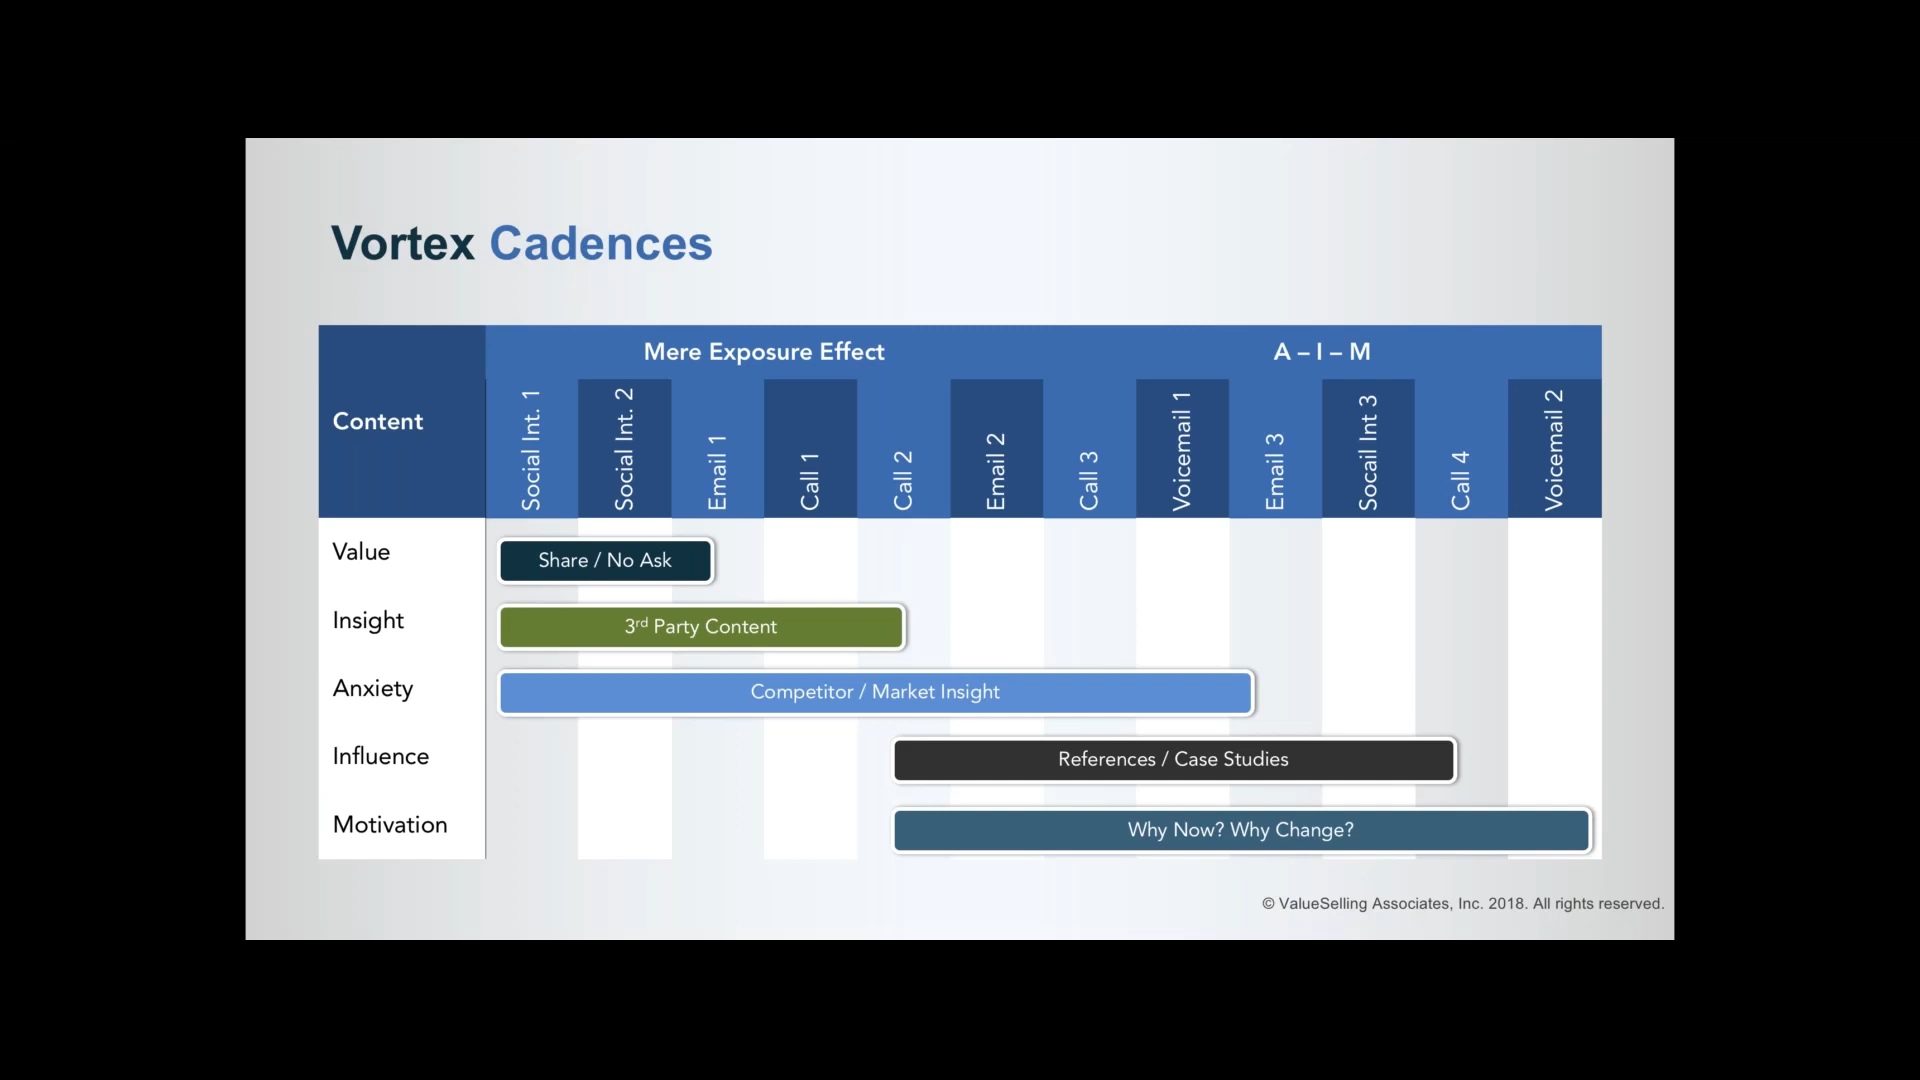 Vortex Cadences
Content
Mere Exposure Effect
A – I – M
Social Int. 1
Social Int. 2
Email 1
Call 1
Call 2
Email 2
Call 3
Voicemail 1
Email 3
Socail Int 3
Call 4
Voicemail 2
Value
Share / No Ask
Insight
3rd Party Content
Anxiety
Competitor / Market Insight
Influence
References / Case Studies
Motivation
Why Now? Why Change?
© ValueSelling Associates, Inc. 2018. All rights reserved.